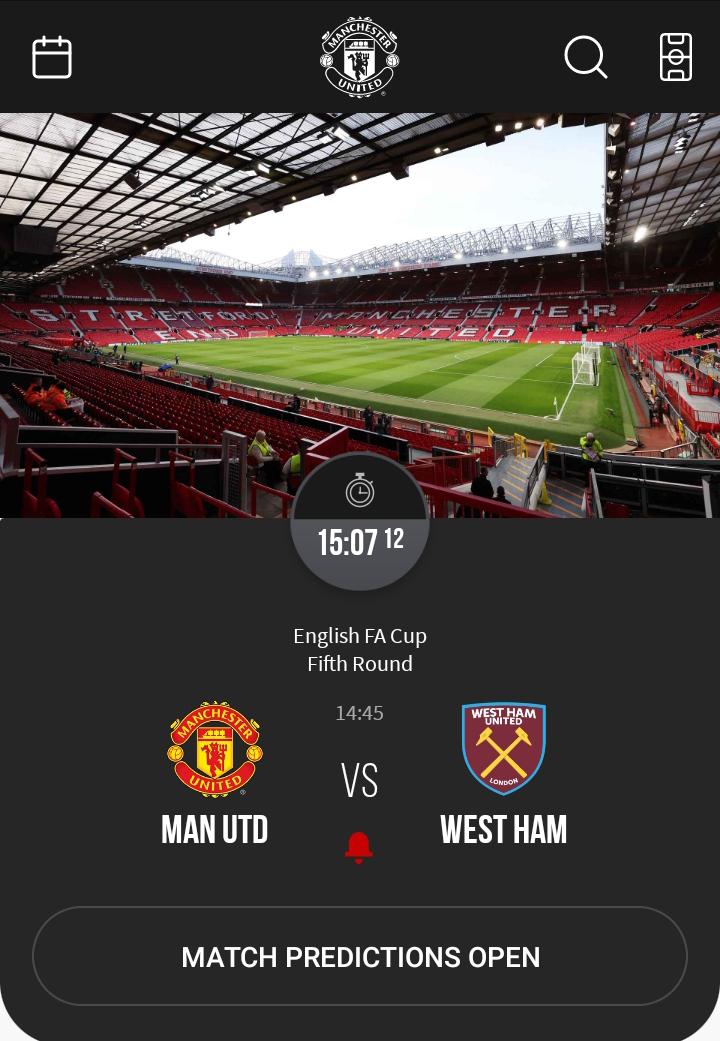 MANCHESTER
UNITED
STRETFORD MANCHESTER
END UNITED
15:07 12
English FA Cup
Fifth Round
14:45
MANCHESTER
UNITED
WEST HAM
UNITED
LONDON
VS
MAN UTD
WEST HAM
MATCH PREDICTIONS OPEN